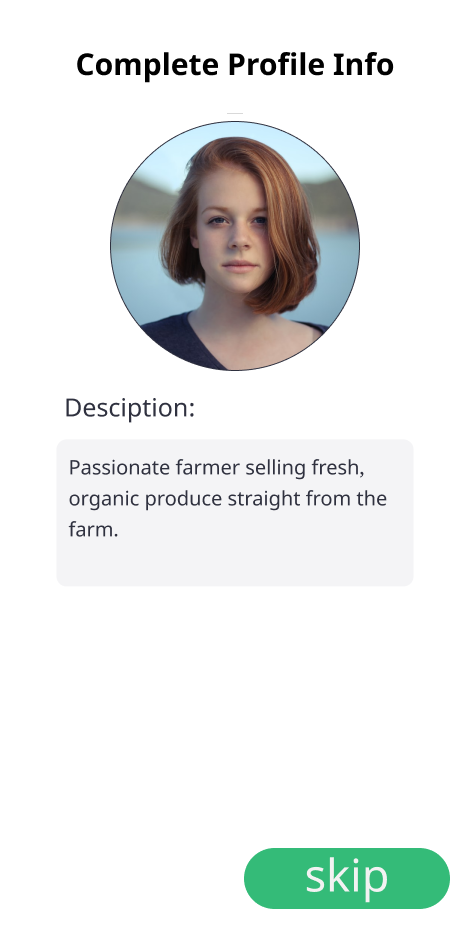 Complete Profile Info
Desciption:
Passionate farmer selling fresh,
organic produce straight from the
farm.
skip